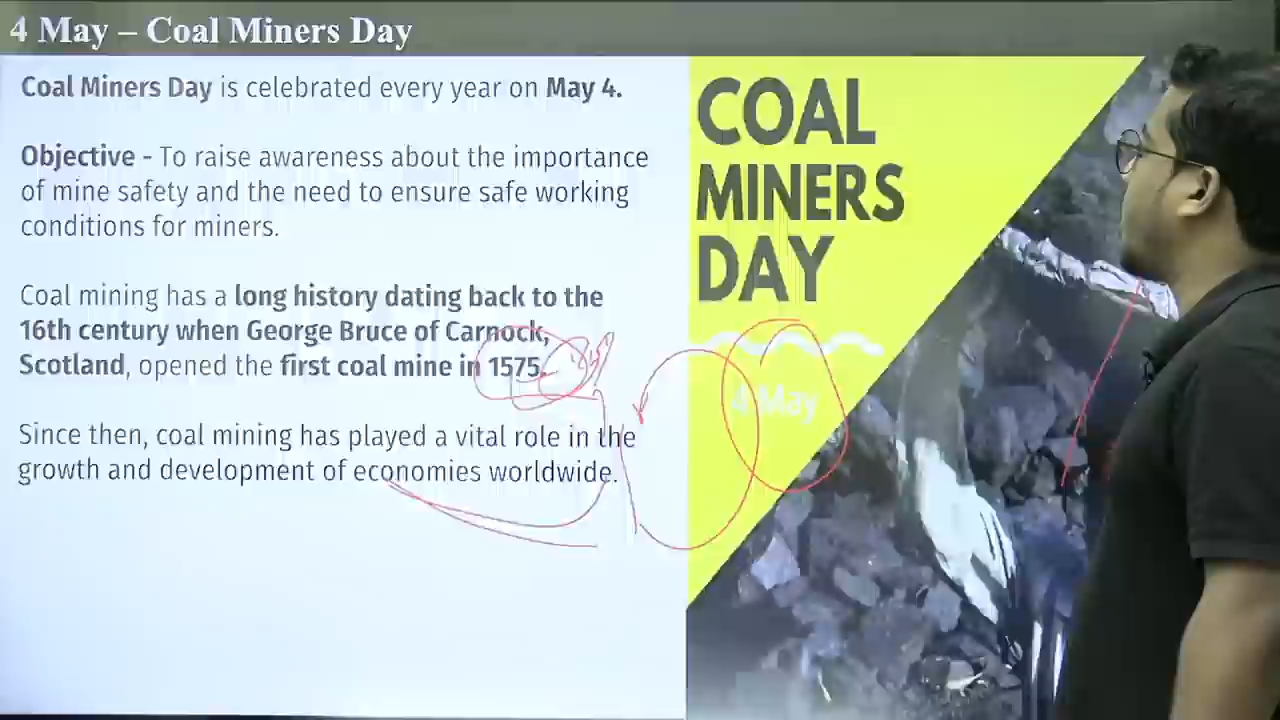 4 May – Coal Miners Day
Coal Miners Day is celebrated every year on May 4.
Objective - To raise awareness about the importance
of mine safety and the need to ensure safe working
conditions for miners.
Coal mining has a long history dating back to the
16th century when George Bruce of Carnock,
Scotland, opened the first coal mine in 1575.
Since then, coal mining has played a vital role in the
growth and development of economies worldwide.
COAL
MINERS
DAY
4 May